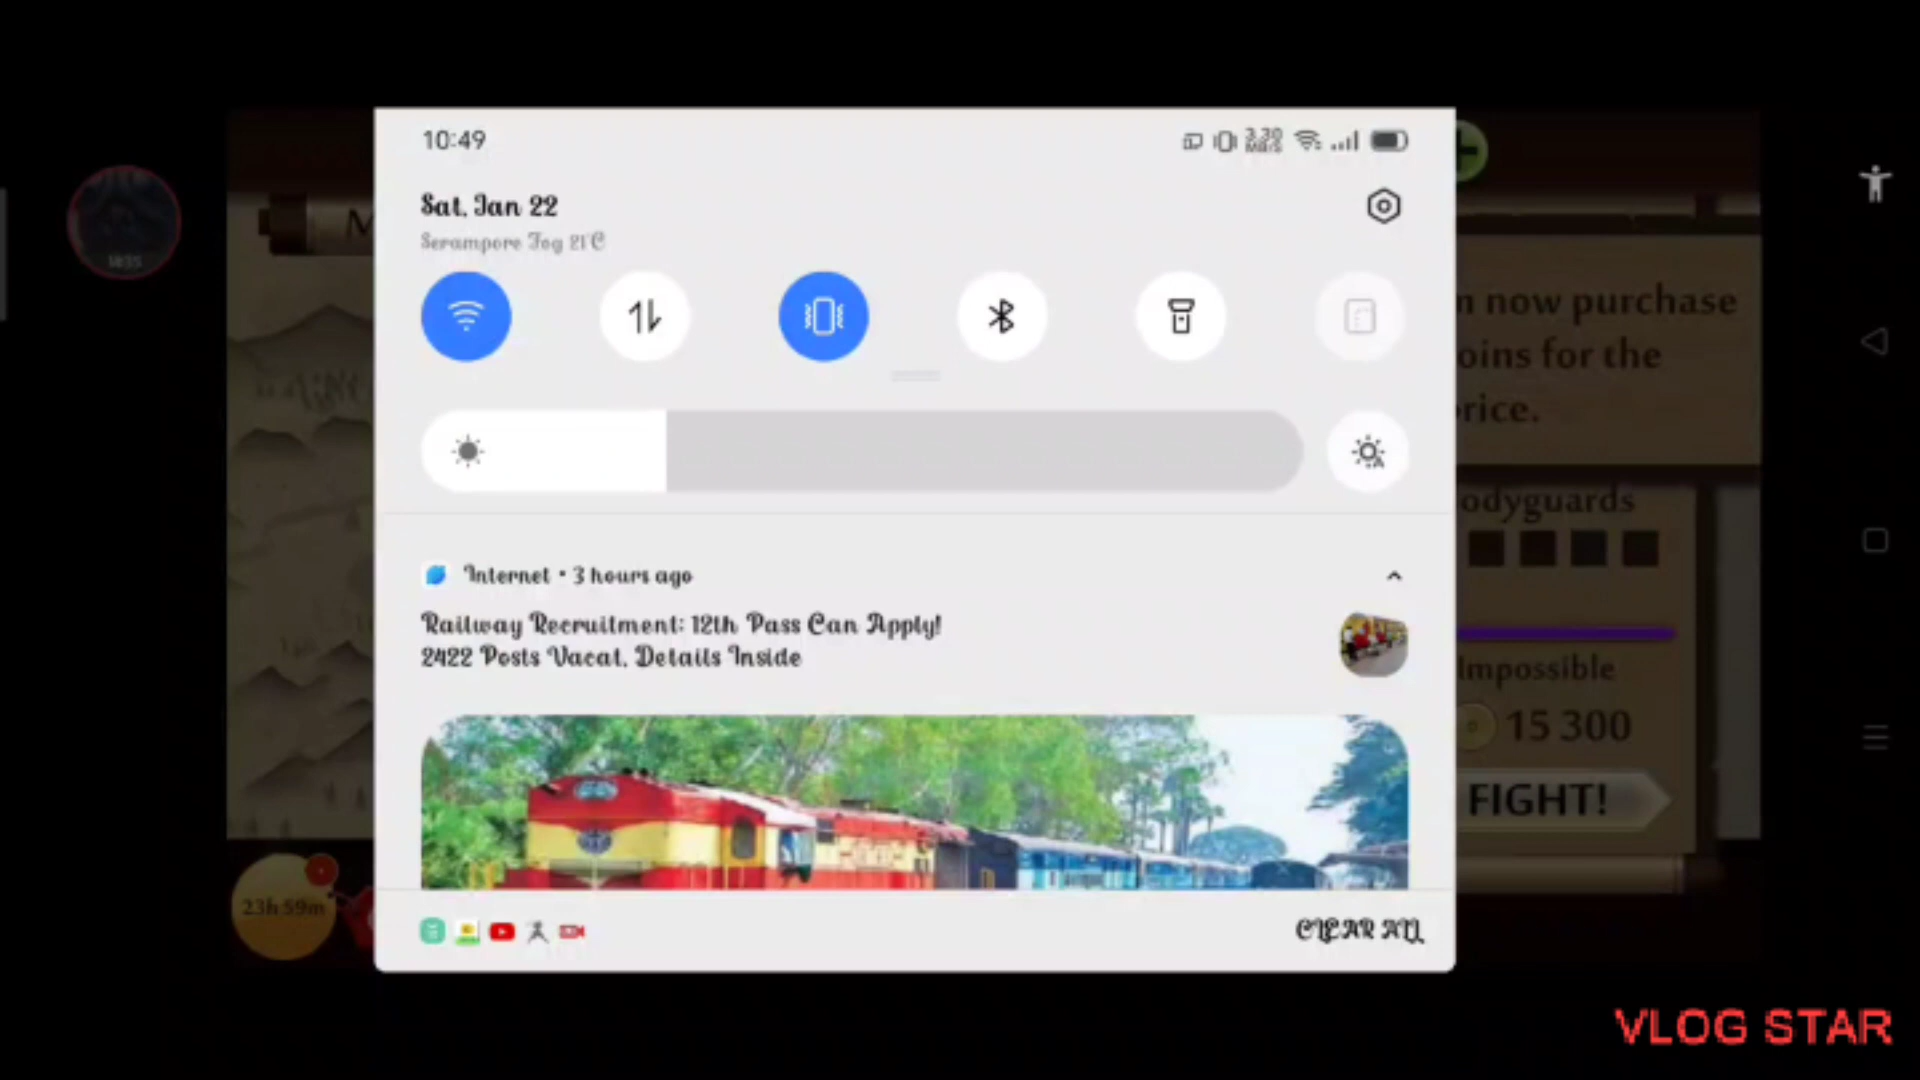 10:49
3.30
Sat, Jan 22
Serampore Fog 21°C
n now purchase
oins for the
rice.
odyguards
Internet • 3 hours ago
Railway Recruitment: 12th Pass Can Apply!
2422 Posts Vacat, Details Inside
Impossible
15 300
FIGHT!
23h 59m
CLEAR ALL
VLOG STAR